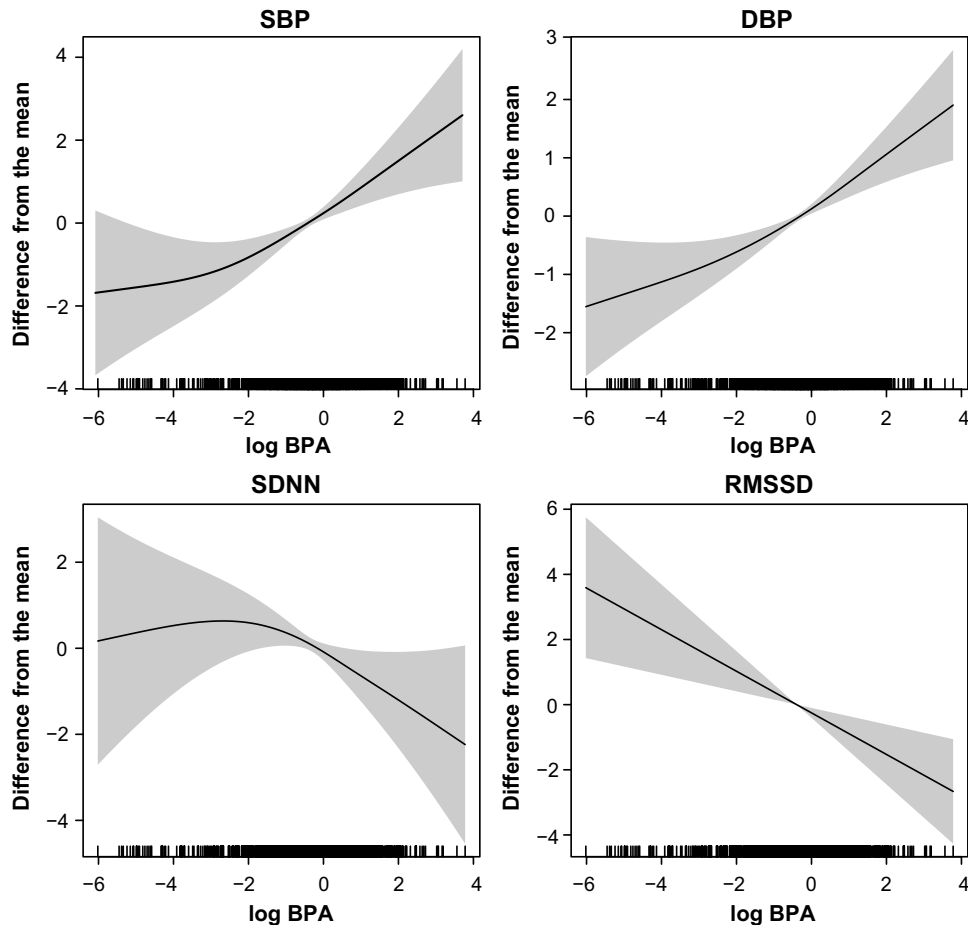 SBP
Difference from the mean
4
2
0
−2
−4
−6 −4 −2 0 2 4
log BPA
DBP
Difference from the mean
3
2
1
0
−1
−2
−6 −4 −2 0 2 4
log BPA
SDNN
Difference from the mean
2
0
−2
−4
−6 −4 −2 0 2 4
log BPA
RMSSD
Difference from the mean
6
4
2
0
−2
−4
−6 −4 −2 0 2 4
log BPA